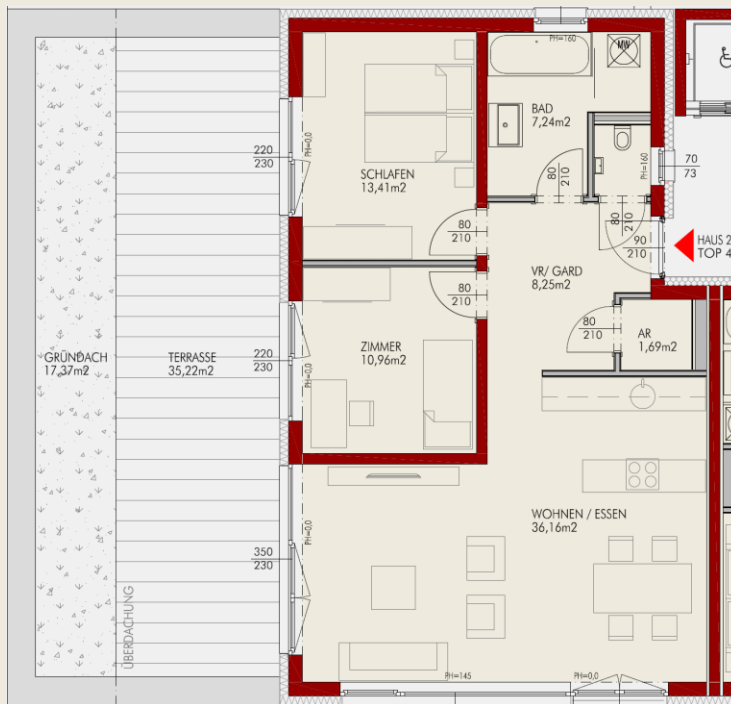 PH=160
MW
BAD
7,24m2
220
230
PH=0,0
SCHLAFEN
13,41m2
80
210
PH=160
70
73
80
210
80
210
90
210
HAUS 2
TOP 4
VR/ GARD
8,25m2
80
210
80
210
AR
1,69m2
ZIMMER
10,96m2
GRÜNDACH
17,37m2
TERRASSE
35,22m2
220
230
PH=0,0
WOHNEN / ESSEN
36,16m2
PH=0,0
350
230
ÜBERDACHUNG
PH=145
PH=0,0